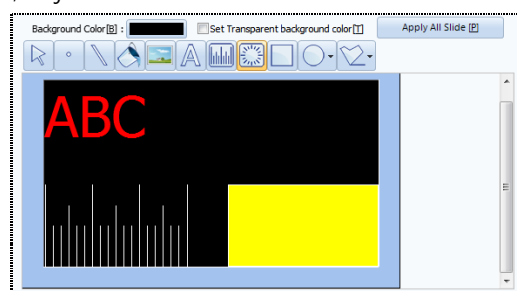 Background Color[B] : Set Transparent background color[T] Apply All Slide [P]
A
ABC